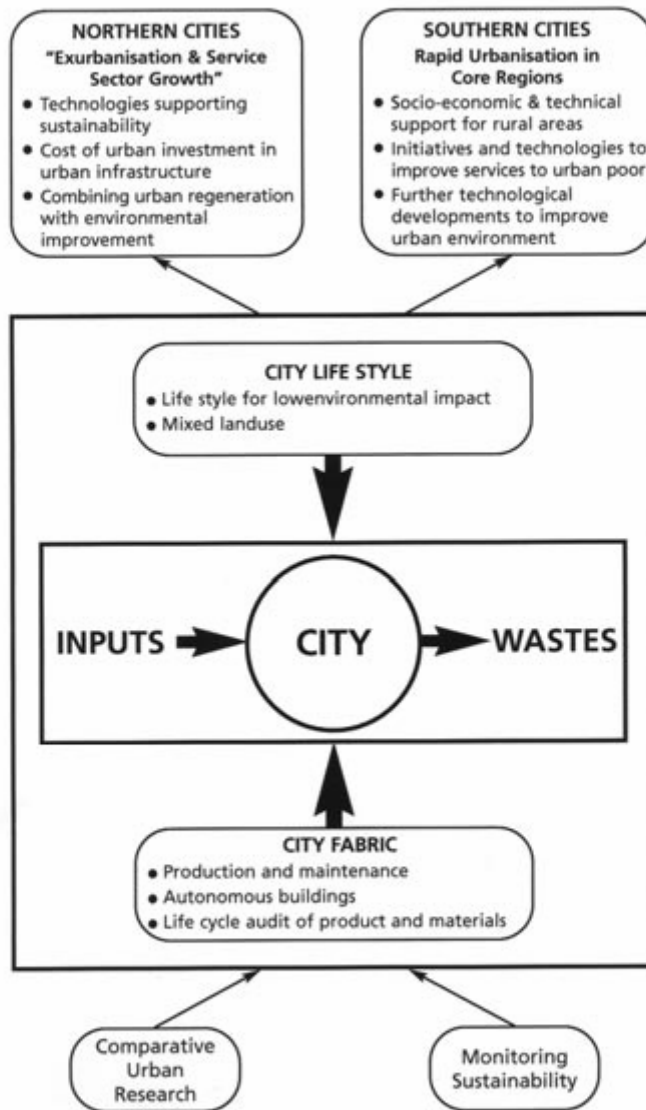 NORTHERN CITIES
"Exurbanisation & Service
Sector Growth"
• Technologies supporting
sustainability
• Cost of urban investment in
urban infrastructure
• Combining urban regeneration
with environmental
improvement
SOUTHERN CITIES
Rapid Urbanisation in
Core Regions
• Socio-economic & technical
support for rural areas
• Initiatives and technologies to
improve services to urban poor
• Further technological
developments to improve
urban environment
CITY LIFE STYLE
• Life style for lowenvironmental impact
• Mixed landuse
INPUTS
CITY
WASTES
CITY FABRIC
• Production and maintenance
• Autonomous buildings
• Life cycle audit of product and materials
Comparative
Urban
Research
Monitoring
Sustainability